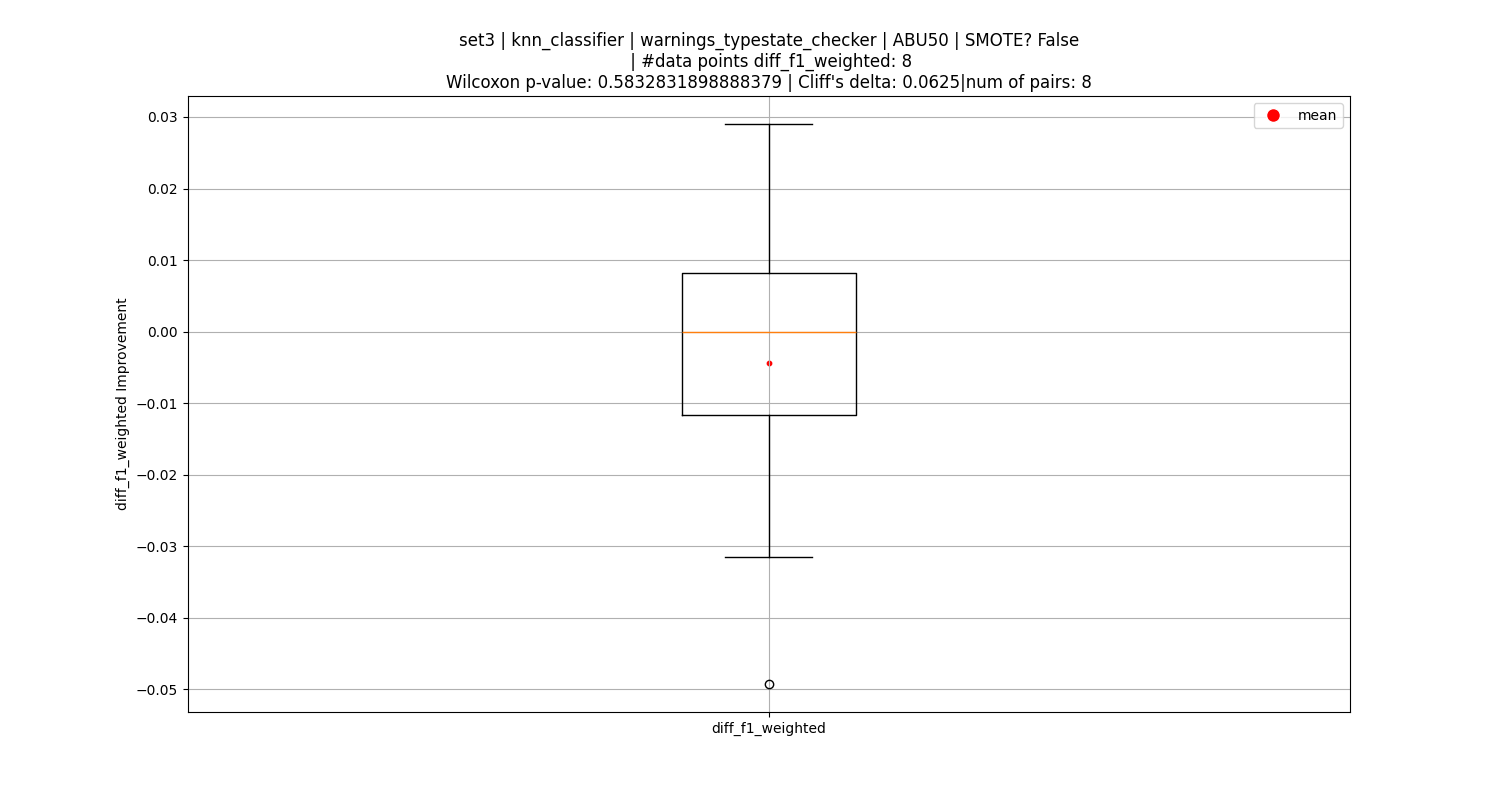 set3 | knn_classifier | warnings_typestate_checker | ABU50 | SMOTE? False
| #data points diff_f1_weighted: 8
Wilcoxon p-value: 0.5832831898888379 | Cliff's delta: 0.0625|num of pairs: 8
mean
0.03
0.02
0.01
0.00
−0.01
−0.02
−0.03
−0.04
−0.05
diff_f1_weighted Improvement
diff_f1_weighted